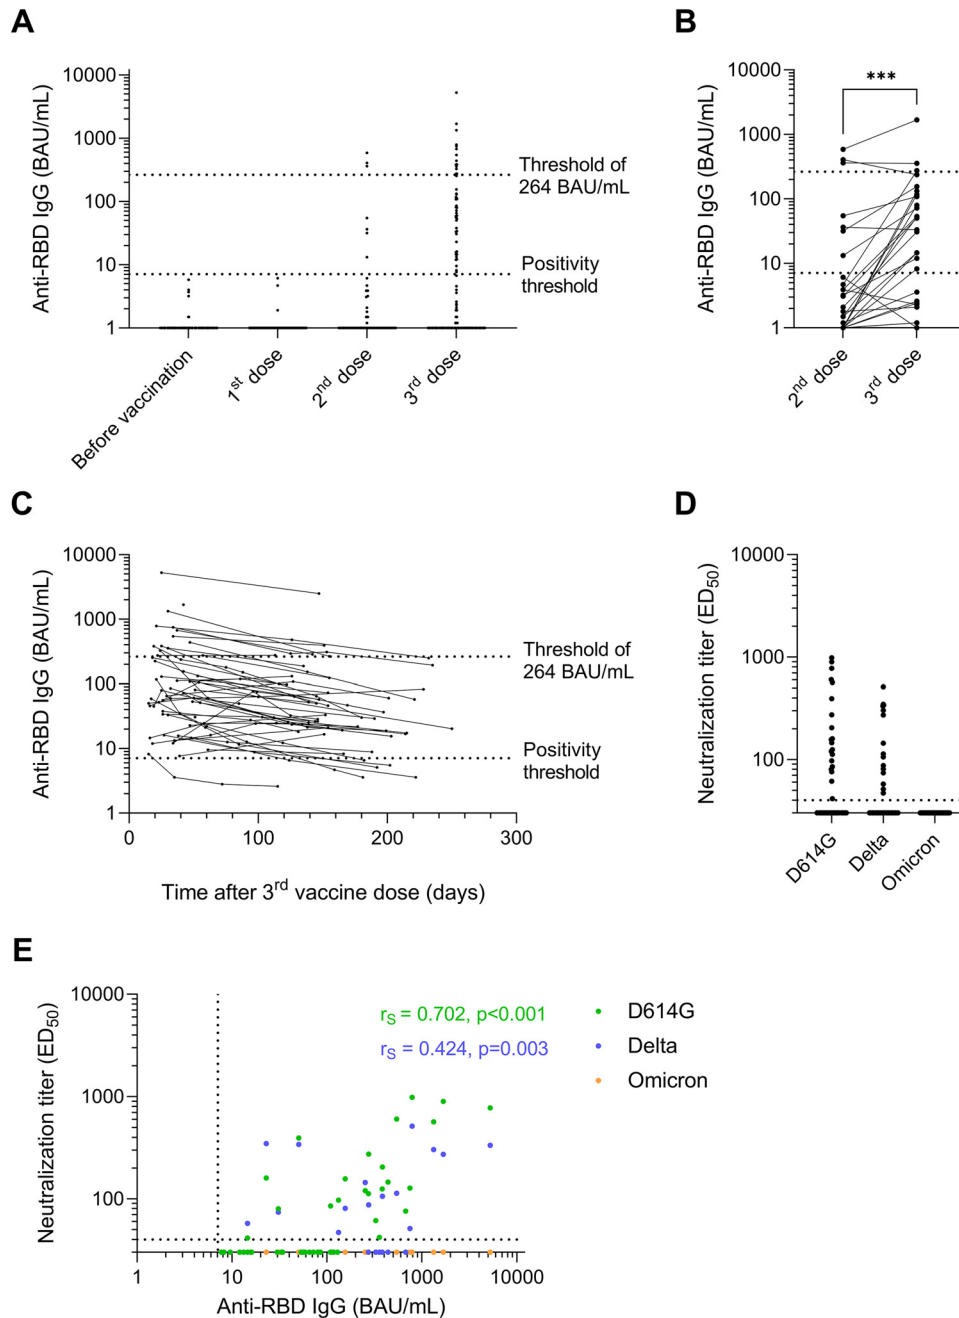 A
Anti-RBD IgG (BAU/mL)
10000
1000
100
10
1
Before vaccination
1st dose
2nd dose
3rd dose
Threshold of
264 BAU/mL
Positivity
threshold
B
Anti-RBD IgG (BAU/mL)
10000
1000
100
10
1
***
2nd dose
3rd dose
C
Anti-RBD IgG (BAU/mL)
10000
1000
100
10
1
0
100
200
300
Time after 3rd vaccine dose (days)
Threshold of
264 BAU/mL
Positivity
threshold
D
Neutralization titer (ED50)
10000
1000
100
D614G
Delta
Omicron
E
Neutralization titer (ED50)
10000
1000
100
1
10
100
1000
10000
Anti-RBD IgG (BAU/mL)
rS = 0.702, p<0.001
rS = 0.424, p=0.003
D614G
Delta
Omicron